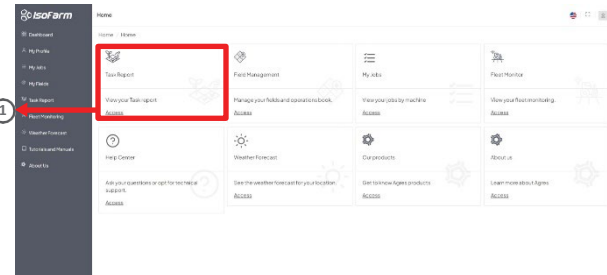 IsoFarm
Home
Dashboard
Home - Home
My Profile
My Jobs
My Fields
Task Report
Fleet Monitoring
Weather Forecast
Tutorials and Manuals
About Us
1
Task Report
View your Task report
Access
Field Management
Manage your fields and operations book.
Access
My Jobs
View your jobs by machine
Access
Fleet Monitor
View your fleet monitoring
Access
Help Center
Ask your questions or opt for technical
support.
Access
Weather Forecast
See the weather forecast for your location
Access
Our products
Get to know Agres products
Access
About us
Learn more about Agres
Access